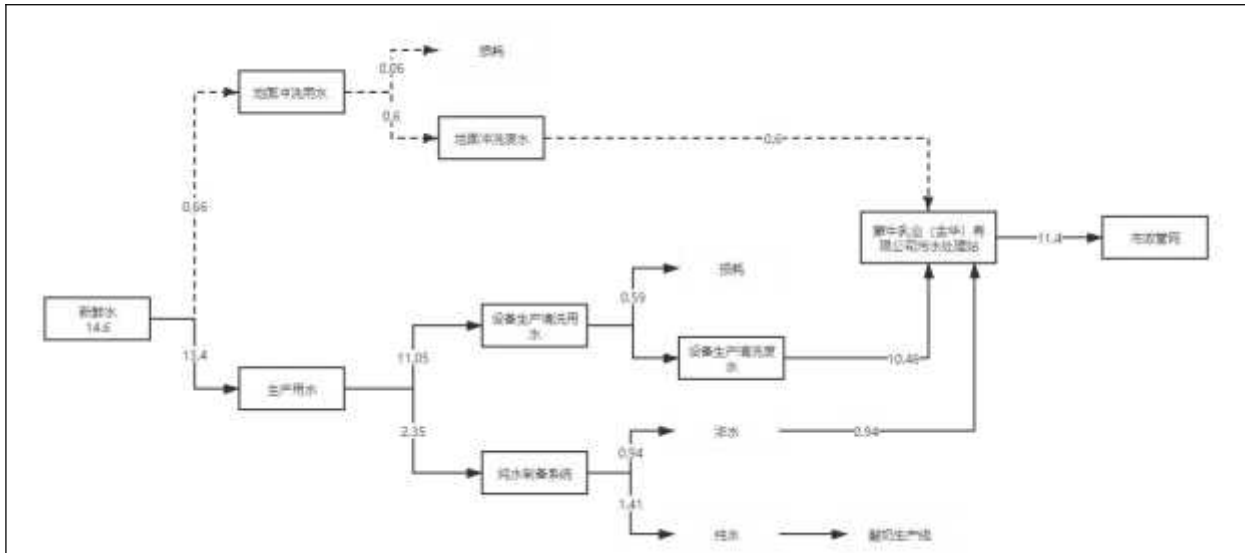 损耗
0.06
地面冲洗用水
0.6
地面冲洗废水
0.6
0.66
蒙牛乳业（金华）有
限公司污水处理站
11.4
市政管网
损耗
0.59
新鲜水
14.6
设备生产清洗用
水
13.4
11.05
设备生产清洗废
水
10.48
生产用水
2.35
浓水
0.94
0.94
纯水制备系统
1.41
纯水
酸奶生产线